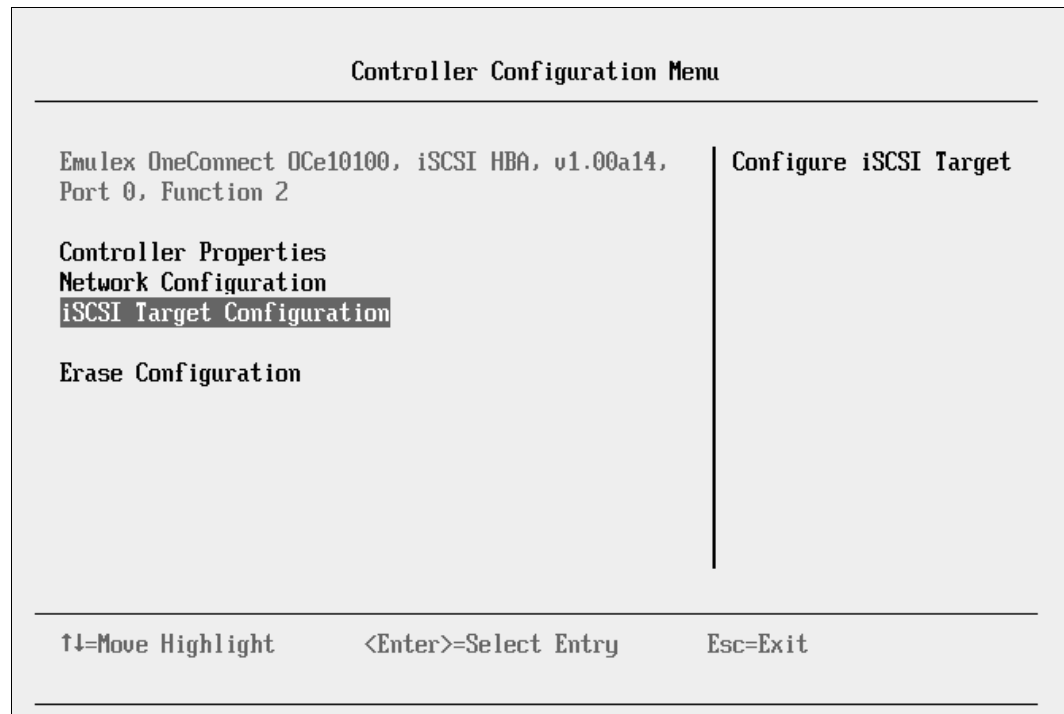 Controller Configuration Menu
Emulex OneConnect OCe10100, iSCSI HBA, v1.00a14,
Port 0, Function 2
Configure iSCSI Target
Controller Properties
Network Configuration
iSCSI Target Configuration
Erase Configuration
↑↓=Move Highlight <Enter>=Select Entry Esc=Exit